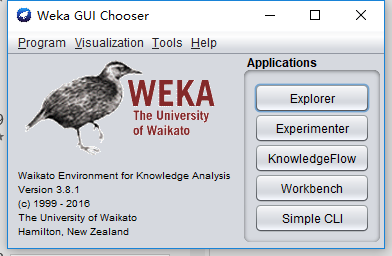 Weka GUI Chooser
Program Visualization Tools Help
Applications
WEKA
The University
of Waikato
Explorer
Experimenter
KnowledgeFlow
Workbench
Simple CLI
Waikato Environment for Knowledge Analysis
Version 3.8.1
(c) 1999 - 2016
The University of Waikato
Hamilton, New Zealand